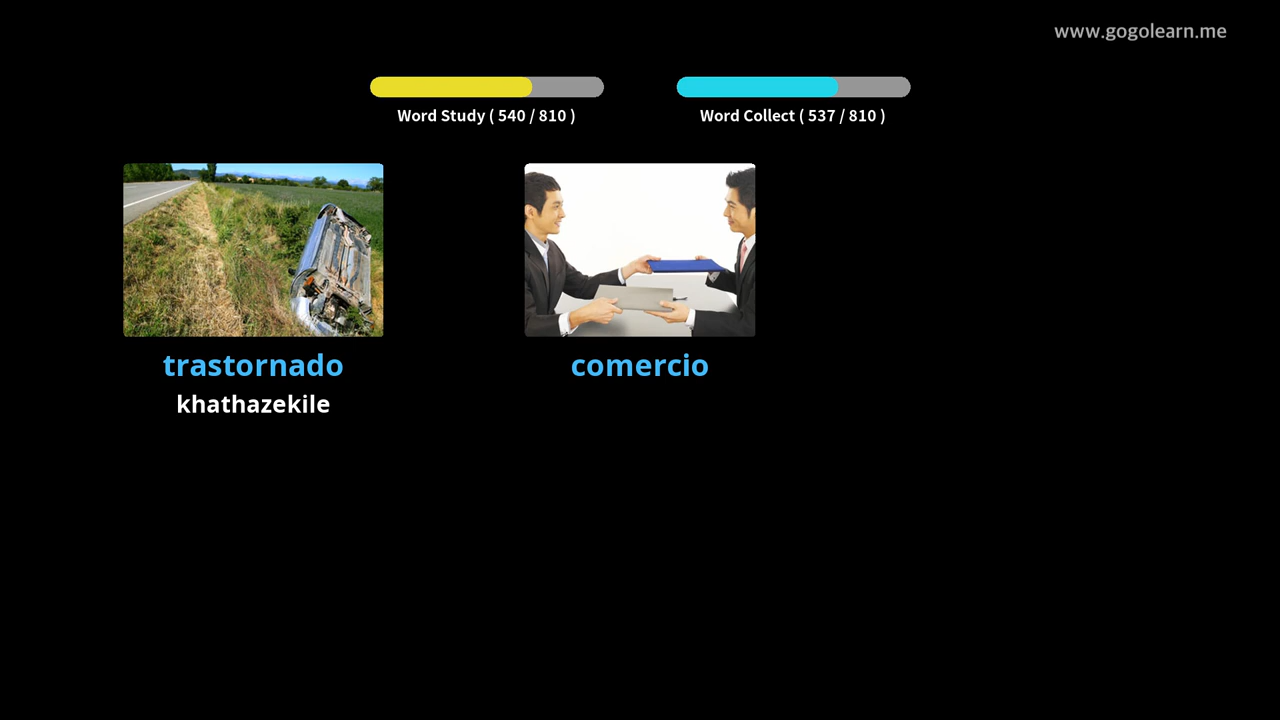 www.gogolearn.me
Word Study ( 540 / 810 )
Word Collect ( 537 / 810 )
trastornado
khathazekile
comercio